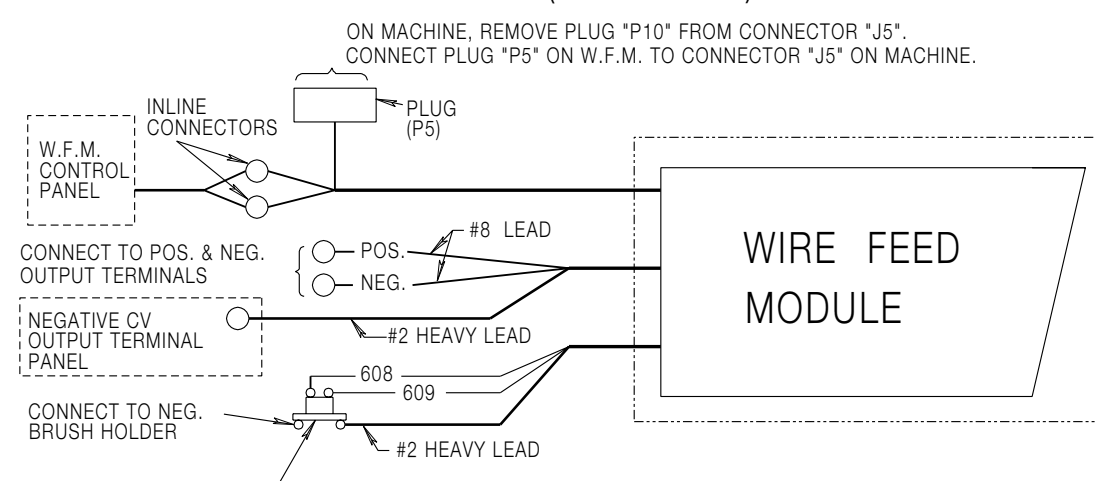 ON MACHINE, REMOVE PLUG "P10" FROM CONNECTOR "J5".
CONNECT PLUG "P5" ON W.F.M. TO CONNECTOR "J5" ON MACHINE.
INLINE
CONNECTORS
PLUG
(P5)
W.F.M.
CONTROL
PANEL
#8 LEAD
CONNECT TO POS. & NEG.
OUTPUT TERMINALS
POS.
NEG.
WIRE FEED
MODULE
NEGATIVE CV
OUTPUT TERMINAL
PANEL
#2 HEAVY LEAD
608
609
CONNECT TO NEG.
BRUSH HOLDER
#2 HEAVY LEAD